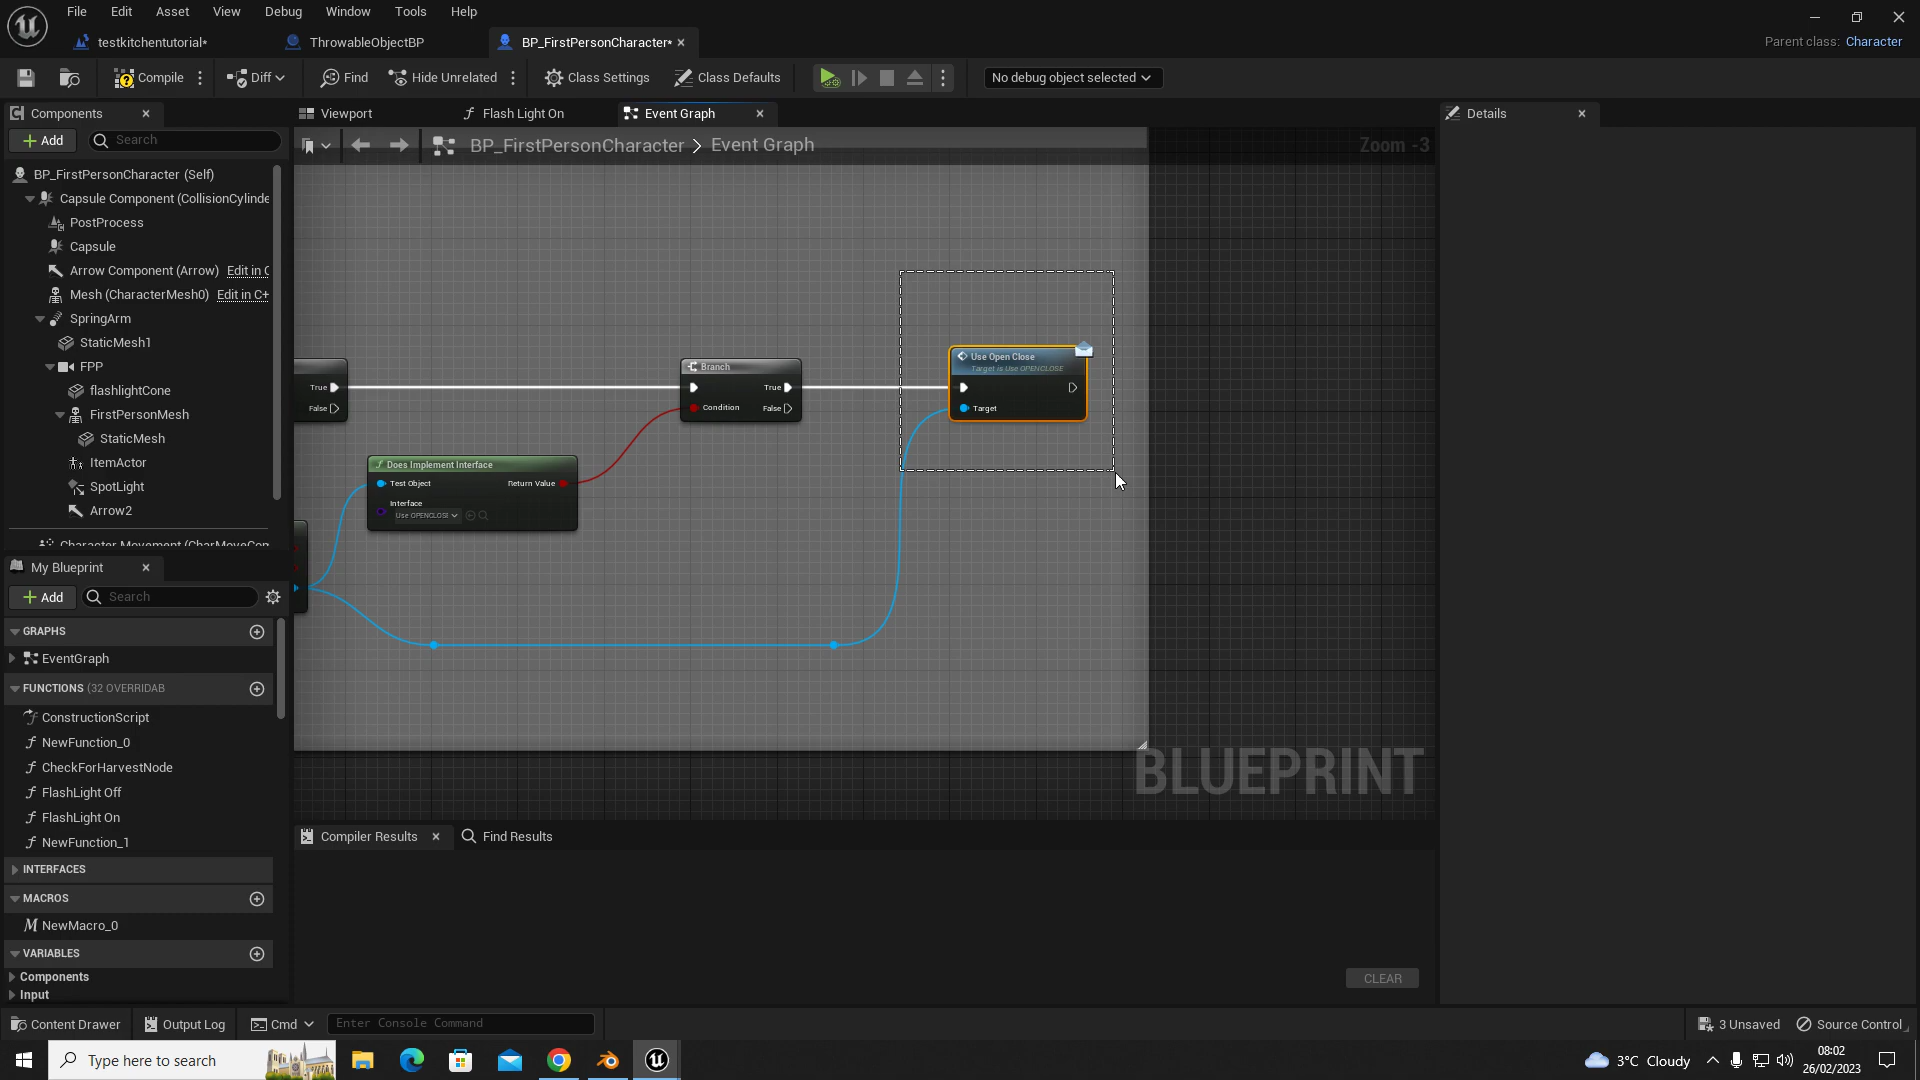 File Edit Asset View Debug Window Tools Help
testkitchentutorial*
ThrowableObjectBP
BP_FirstPersonCharacter*
Parent class: Character
Compile
Diff
Find
Hide Unrelated
Class Settings
Class Defaults
No debug object selected
Components
Viewport
Flash Light On
Event Graph
Details
Add
Search
BP_FirstPersonCharacter > Event Graph
Zoom -3
BP_FirstPersonCharacter (Self)
Capsule Component (CollisionCylinde
PostProcess
Capsule
Arrow Component (Arrow) Edit in C
Mesh (CharacterMesh0) Edit in C+
SpringArm
StaticMesh1
FPP
flashlightCone
FirstPersonMesh
StaticMesh
ItemActor
SpotLight
Arrow2
Character Movement (CharMoveCom
True
False
Branch
True
Condition
False
Use Open Close
Target is Use OPENCLOSE
Target
Does Implement Interface
Test Object
Return Value
Interface
Use OPENCLOSE
BLUEPRINT
My Blueprint
Add
Search
GRAPHS
EventGraph
FUNCTIONS (32 OVERRIDAB
ConstructionScript
NewFunction_0
CheckForHarvestNode
FlashLight Off
FlashLight On
NewFunction_1
INTERFACES
MACROS
NewMacro_0
VARIABLES
Components
Input
Compiler Results
Find Results
CLEAR
Content Drawer
Output Log
Cmd
Enter Console Command
3 Unsaved
Source Control
Type here to search
3°C Cloudy
08:02
26/02/2023